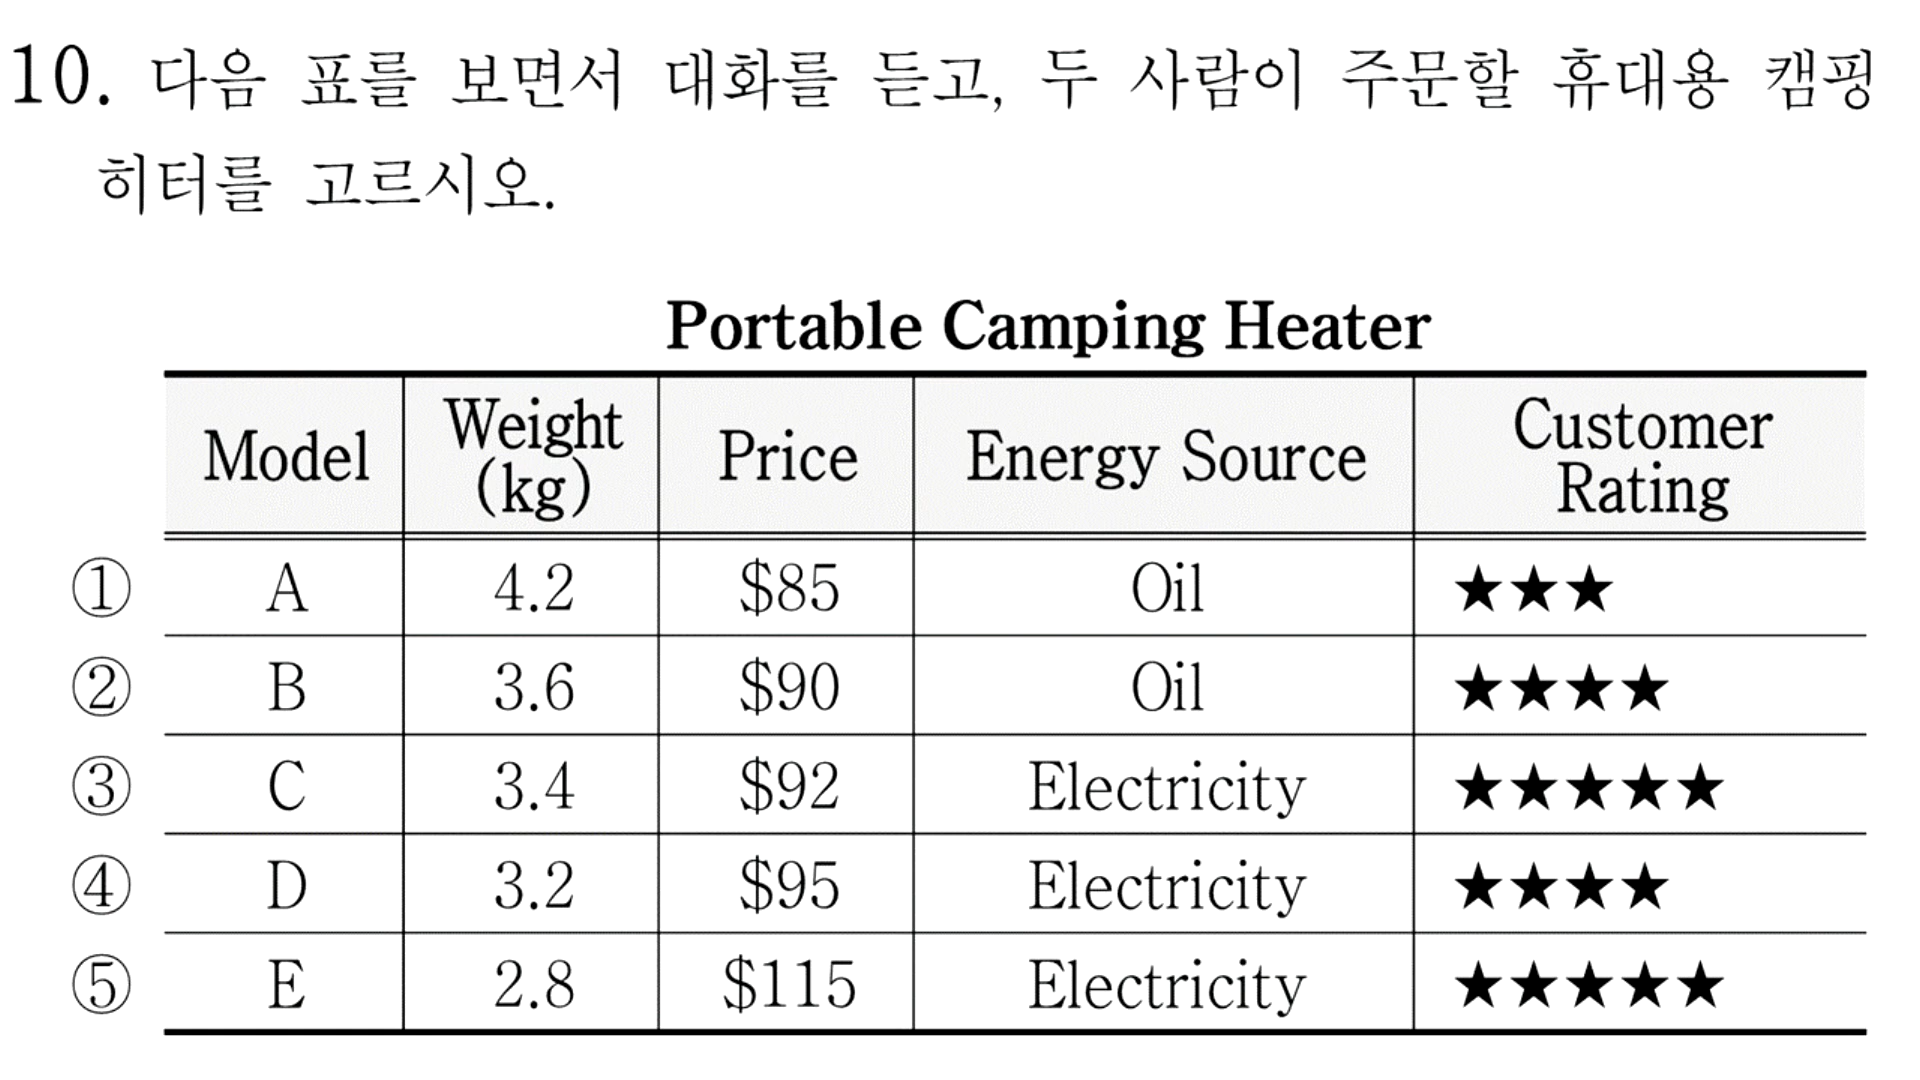 10. 다음 표를 보면서 대화를 듣고, 두 사람이 주문할 휴대용 캠핑
히터를 고르시오.
Portable Camping Heater
Model Weight (kg) Price Energy Source Customer Rating
① A 4.2 $85 Oil ★★★
② B 3.6 $90 Oil ★★★★
③ C 3.4 $92 Electricity ★★★★★
④ D 3.2 $95 Electricity ★★★★
⑤ E 2.8 $115 Electricity ★★★★★